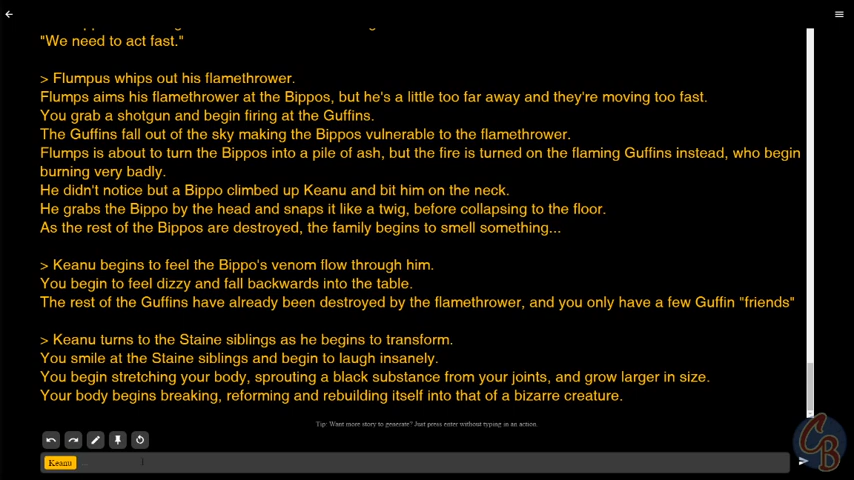 "We need to act fast."
> Flumpus whips out his flamethrower.
Flumps aims his flamethrower at the Bippos, but he's a little too far away and they're moving too fast.
You grab a shotgun and begin firing at the Guffins.
The Guffins fall out of the sky making the Bippos vulnerable to the flamethrower.
Flumps is about to turn the Bippos into a pile of ash, but the fire is turned on the flaming Guffins instead, who begin
burning very badly.
He didn't notice but a Bippo climbed up Keanu and bit him on the neck.
He grabs the Bippo by the head and snaps it like a twig, before collapsing to the floor.
As the rest of the Bippos are destroyed, the family begins to smell something...
> Keanu begins to feel the Bippo's venom flow through him.
You begin to feel dizzy and fall backwards into the table.
The rest of the Guffins have already been destroyed by the flamethrower, and you only have a few Guffin "friends"
> Keanu turns to the Staine siblings as he begins to transform.
You smile at the Staine siblings and begin to laugh insanely.
You begin stretching your body, sprouting a black substance from your joints, and grow larger in size.
Your body begins breaking, reforming and rebuilding itself into that of a bizarre creature.
Tip: Want more story to generate? Just press enter without typing in an action.
Keanu ...
CB